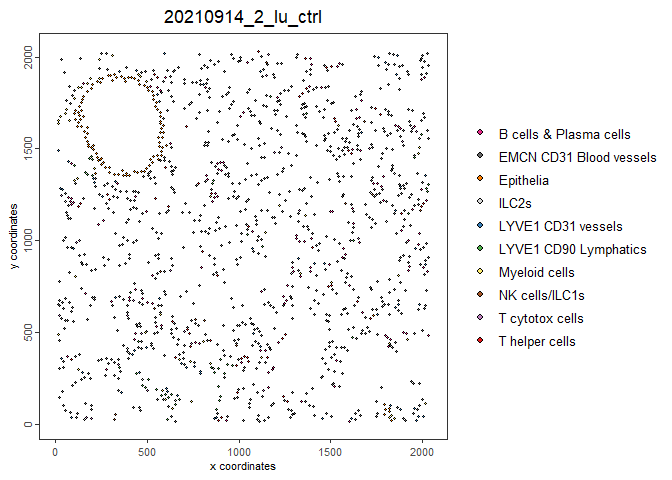 20210914_2_lu_ctrl
2000
1500
1000
500
0
y coordinates
0 500 1000 1500 2000
x coordinates
B cells & Plasma cells
EMCN CD31 Blood vessels
Epithelia
ILC2s
LYVE1 CD31 vessels
LYVE1 CD90 Lymphatics
Myeloid cells
NK cells/ILC1s
T cytotox cells
T helper cells